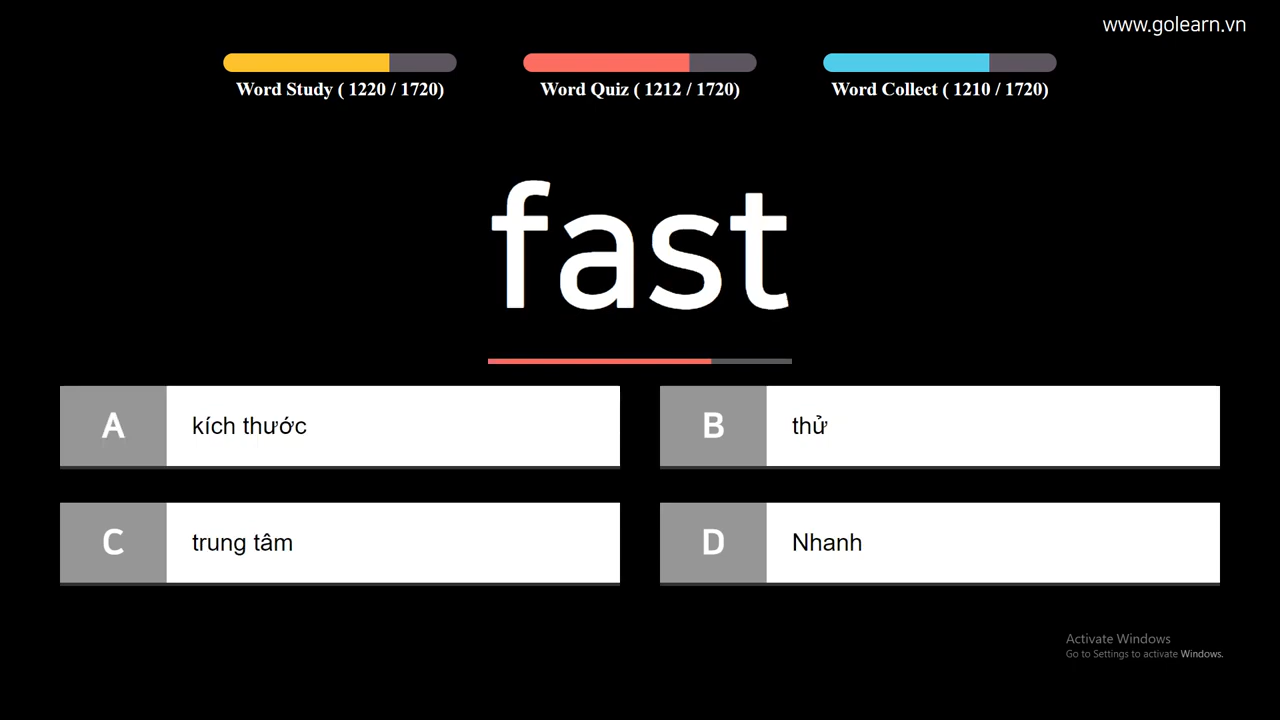 www.golearn.vn
Word Study ( 1220 / 1720)
Word Quiz ( 1212 / 1720)
Word Collect ( 1210 / 1720)
fast
A kích thước
B thử
C trung tâm
D Nhanh
Activate Windows
Go to Settings to activate Windows.